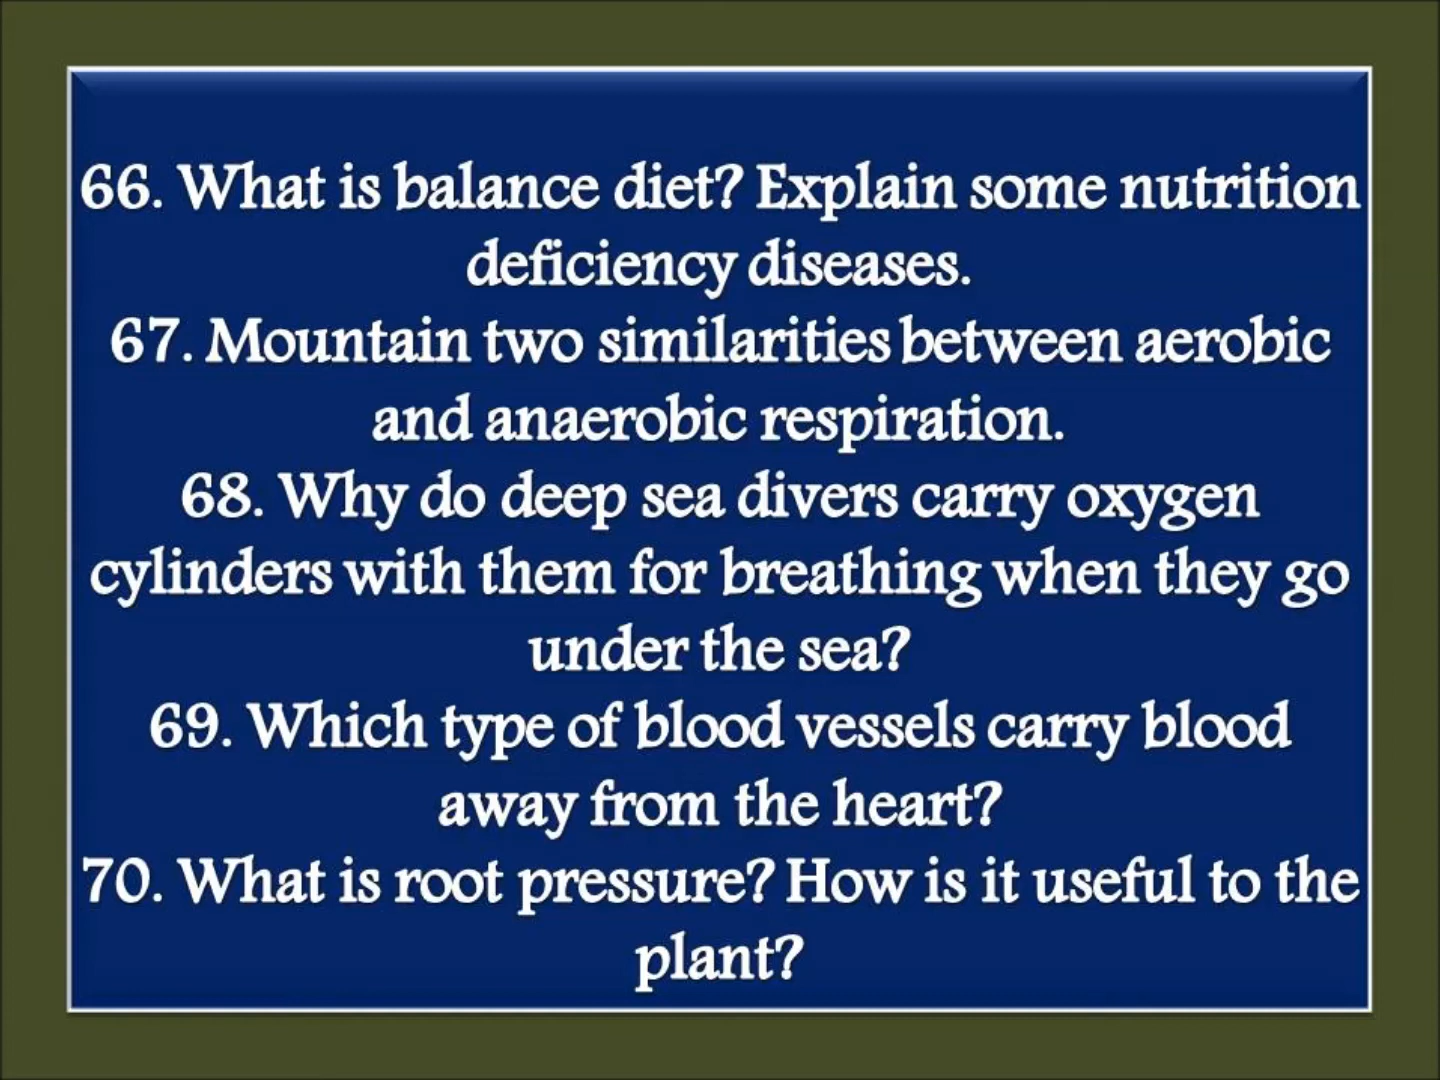 66. What is balance diet? Explain some nutrition
deficiency diseases.
67. Mountain two similarities between aerobic
and anaerobic respiration.
68. Why do deep sea divers carry oxygen
cylinders with them for breathing when they go
under the sea?
69. Which type of blood vessels carry blood
away from the heart?
70. What is root pressure? How is it useful to the
plant?